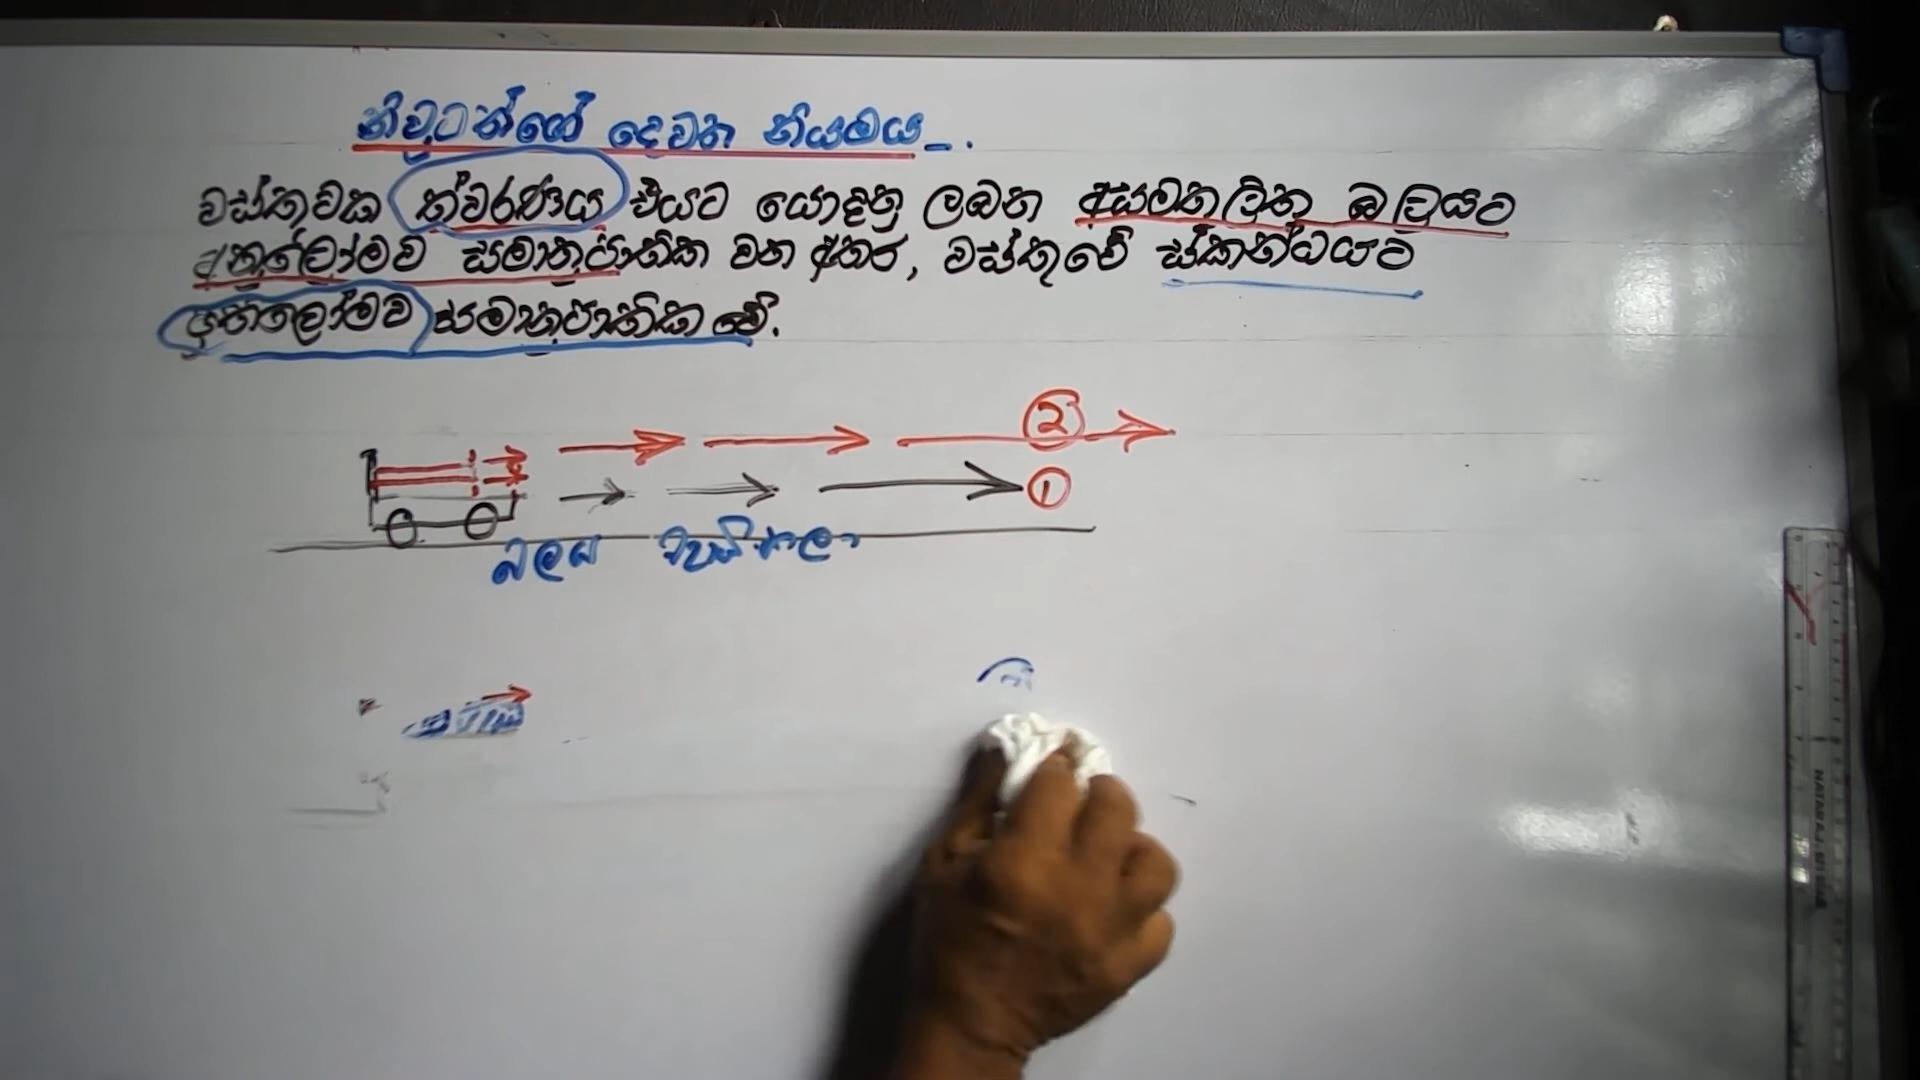 නිවුටන්ගේ දෙවන නියමය
වස්තුවක ත්වරණය එයට යොදනු ලබන අසමතුලිත බලයට
අනුලෝමව සමානුපාතික වන අතර, වස්තුවේ ස්කන්ධයට
ප්‍රතිලෝමව සමානුපාතික වේ.
2
1
බලය